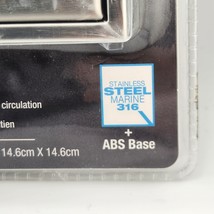 circulation
tien
14.6cm X 14.6cm
STAINLESS
STEEL
MARINE
316
+
ABS Base